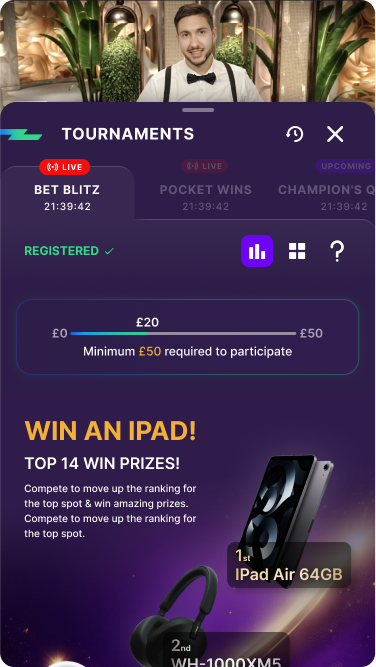 TOURNAMENTS
LIVE
LIVE
UPCOMING
BET BLITZ
POCKET WINS
CHAMPION'S Q
21:39:42
21:39:42
21:39:42
REGISTERED
?
£20
£0
£50
Minimum £50 required to participate
WIN AN IPAD!
TOP 14 WIN PRIZES!
Compete to move up the ranking for
the top spot & win amazing prizes.
Compete to move up the ranking for
the top spot.
1st
IPad Air 64GB
2nd
WH-1000XM5